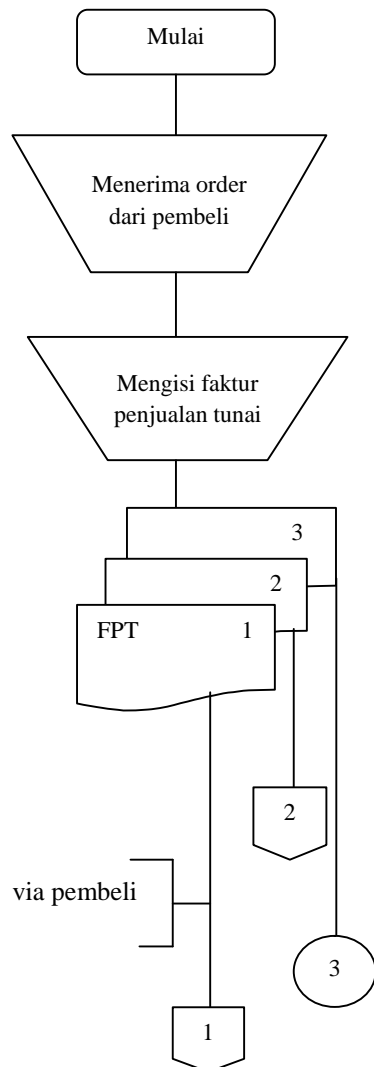 Mulai
Menerima order
dari pembeli
Mengisi faktur
penjualan tunai
3
2
FPT 1
2
via pembeli
3
1